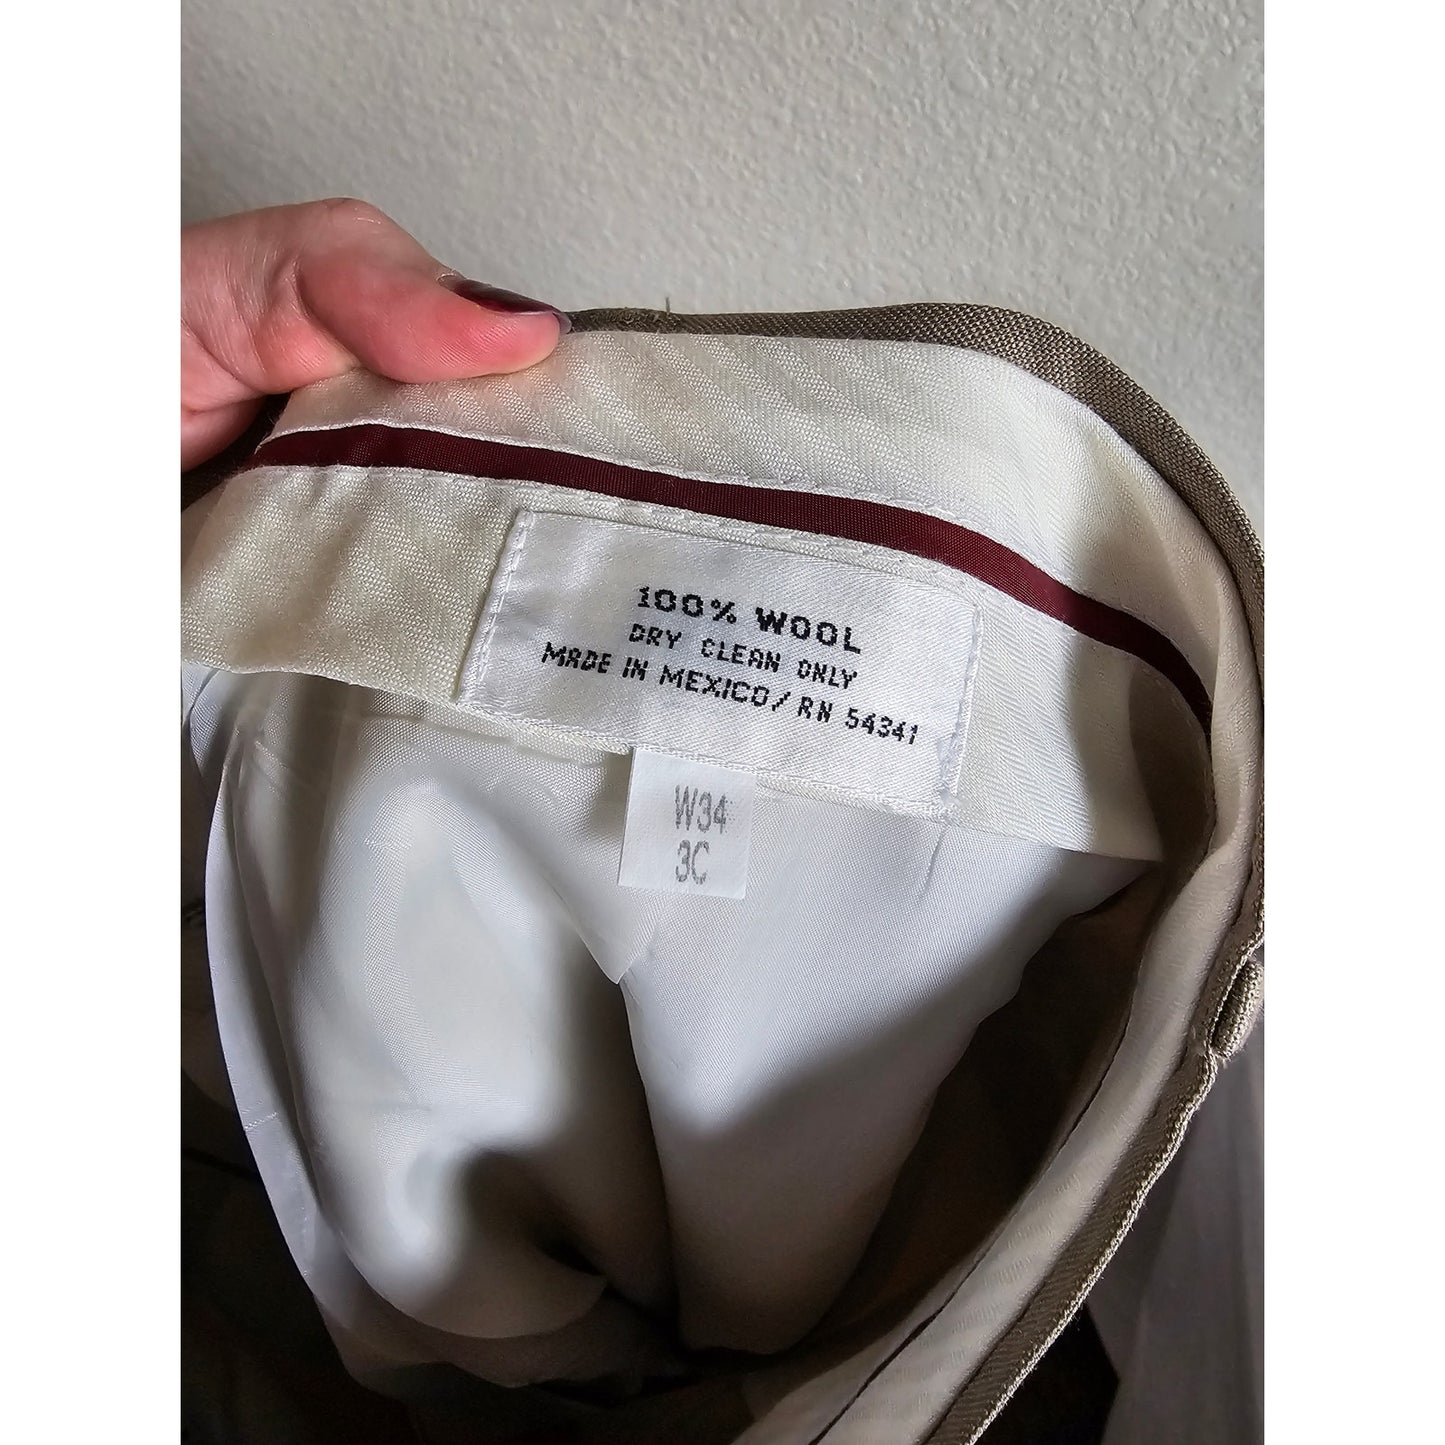 100% WOOL
DRY CLEAN ONLY
MADE IN MEXICO/RN 54341
W34
3C